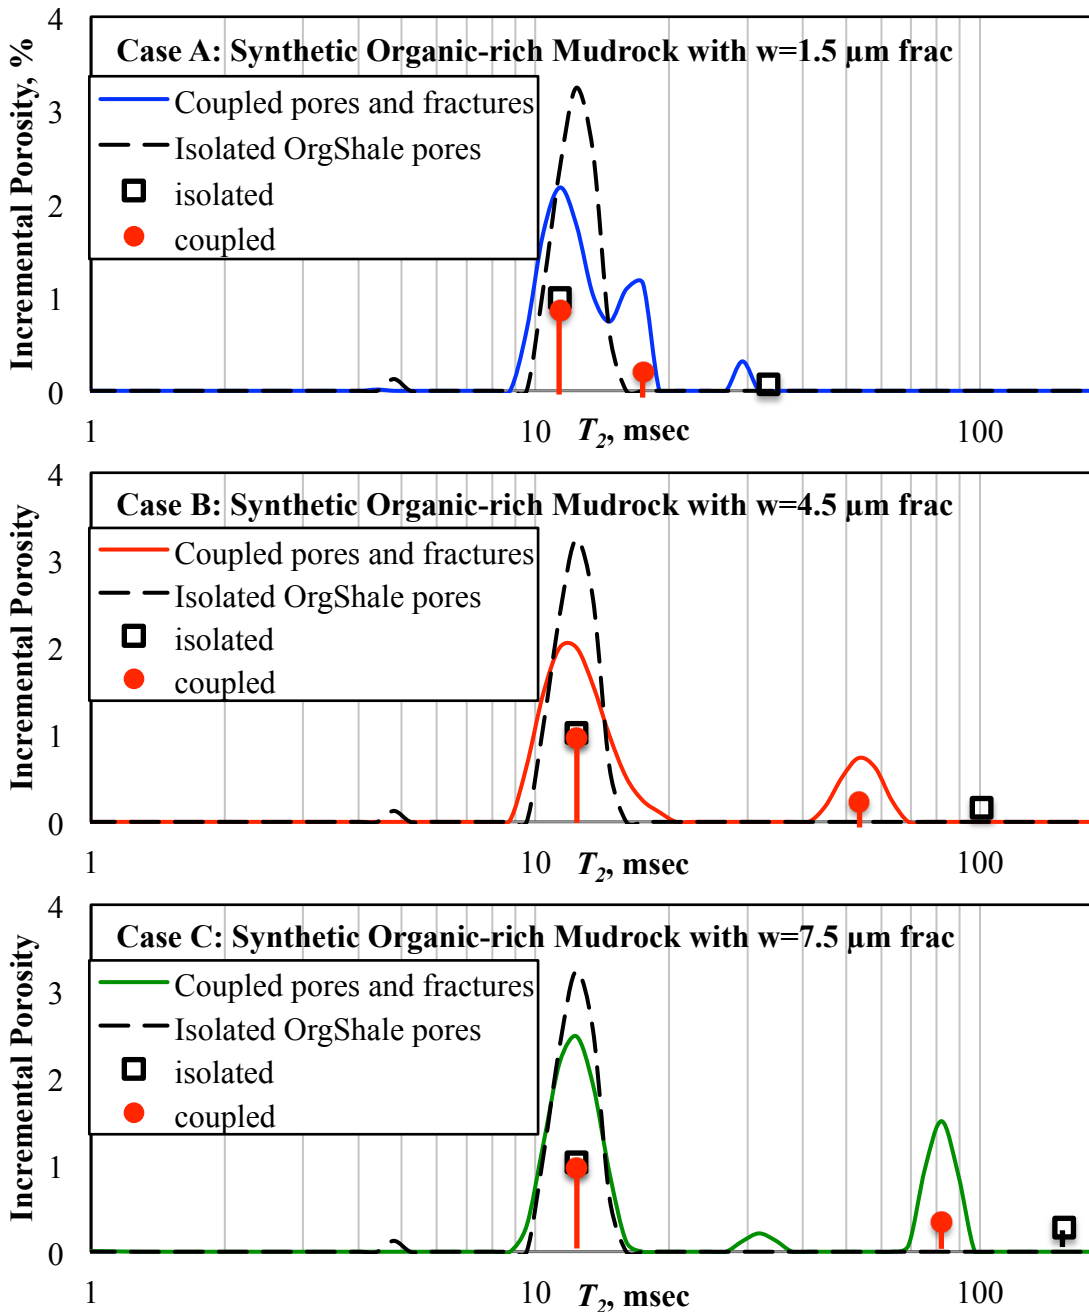 Case A: Synthetic Organic-rich Mudrock with w=1.5 µm frac
Incremental Porosity, %
4
3
2
1
0
Coupled pores and fractures
Isolated OrgShale pores
isolated
coupled
1
10
T2, msec
100
Case B: Synthetic Organic-rich Mudrock with w=4.5 µm frac
Incremental Porosity
4
3
2
1
0
Coupled pores and fractures
Isolated OrgShale pores
isolated
coupled
1
10
T2, msec
100
Case C: Synthetic Organic-rich Mudrock with w=7.5 µm frac
Incremental Porosity
4
3
2
1
0
Coupled pores and fractures
Isolated OrgShale pores
isolated
coupled
1
10
T2, msec
100